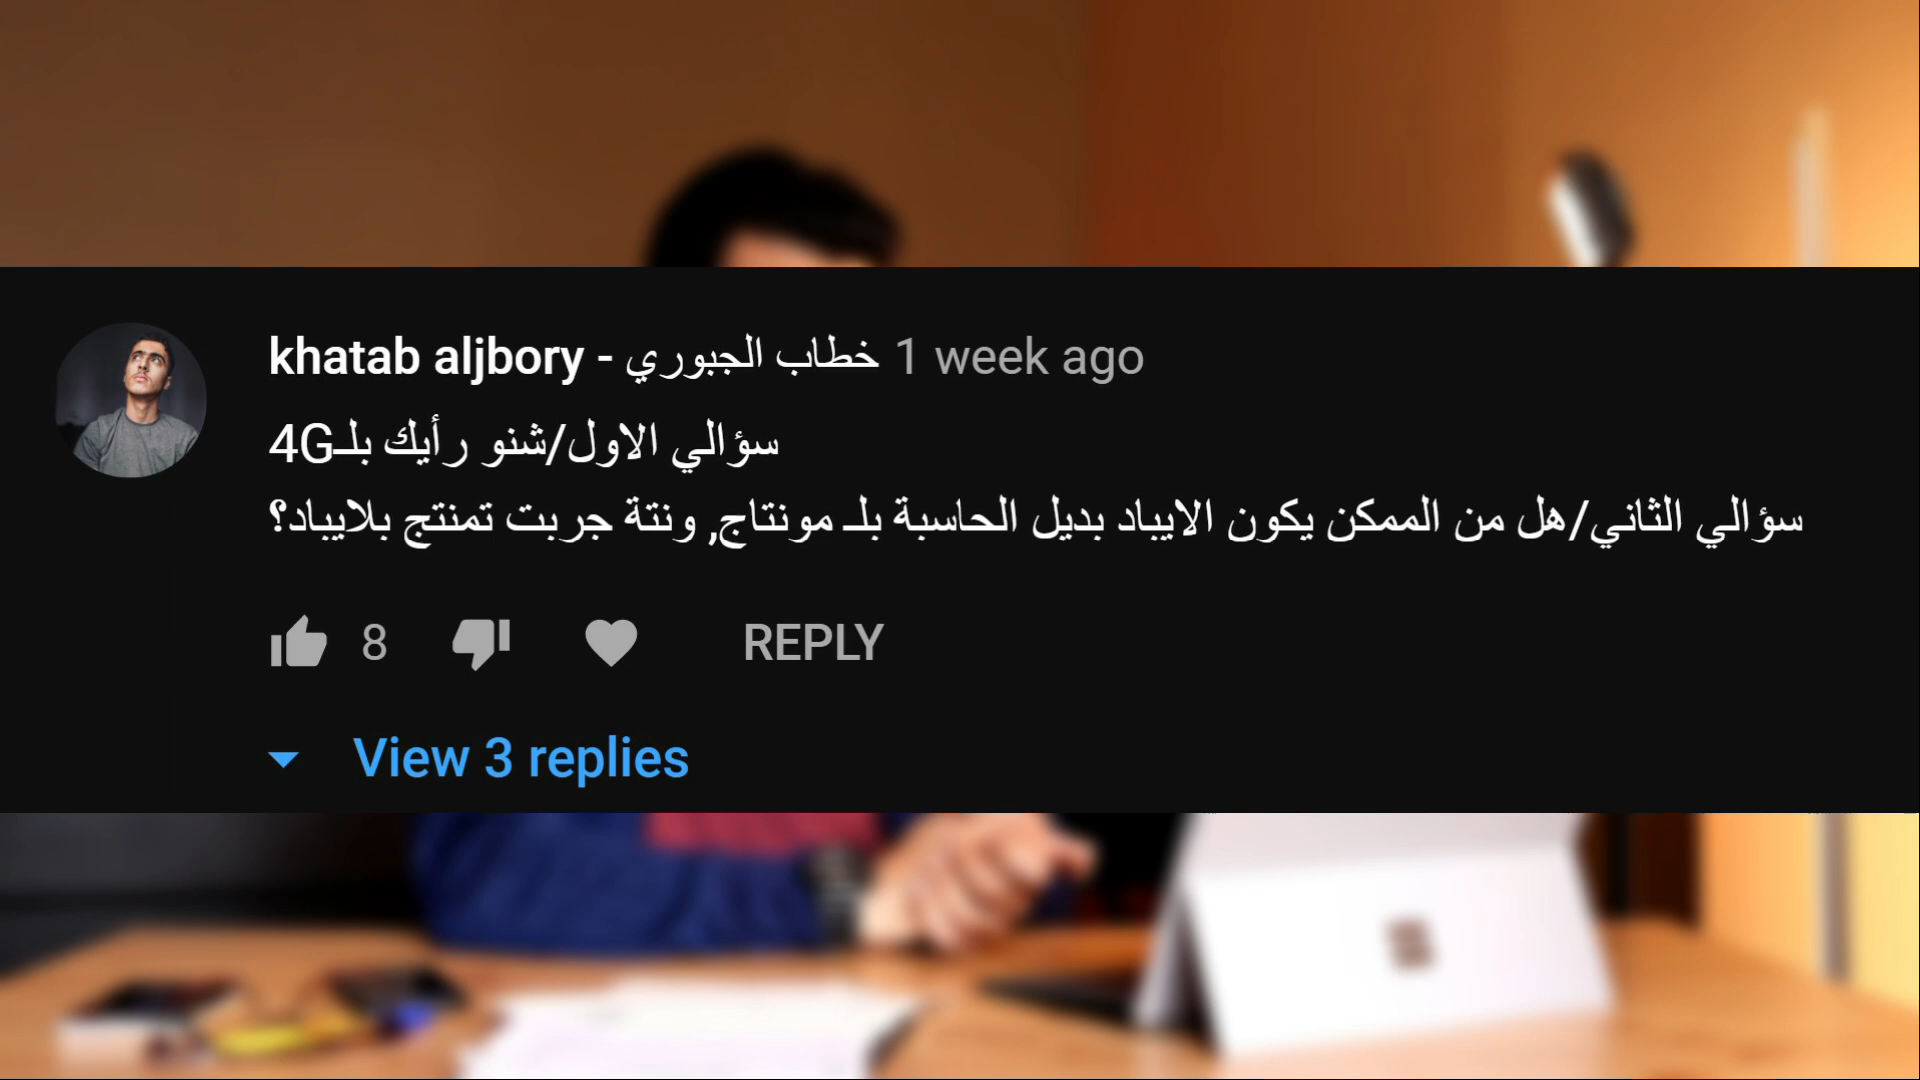 khatab aljbory - خطاب الجبوري 1 week ago
سؤالي الاول/شنو رأيك بلـ4G
سؤالي الثاني/هل من الممكن يكون الايباد بديل الحاسبة بلـ مونتاج, ونتة جربت تمنتج بلايباد؟
8 REPLY
View 3 replies